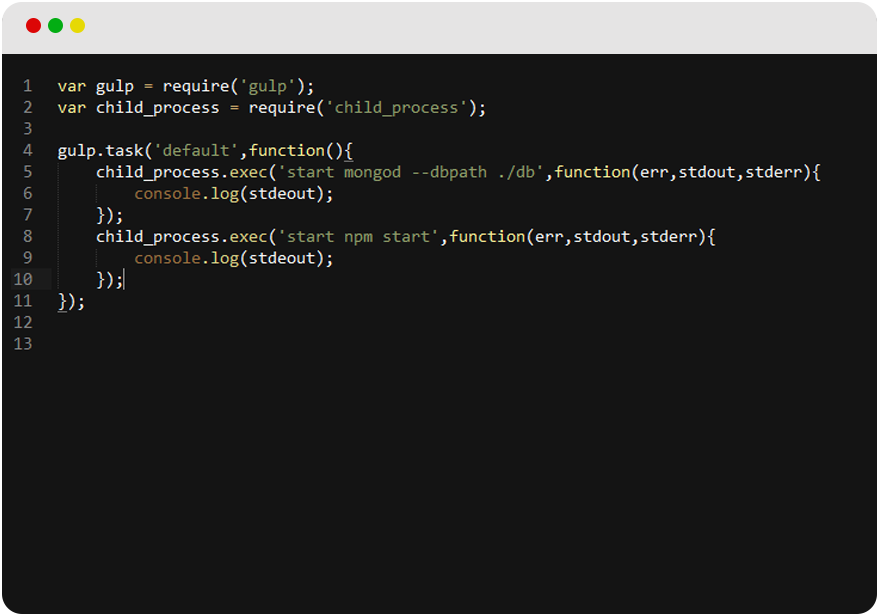 1 var gulp = require('gulp');
2 var child_process = require('child_process');
3
4 gulp.task('default',function(){
5 child_process.exec('start mongod --dbpath ./db',function(err,stdout,stderr){
6 console.log(stdeout);
7 });
8 child_process.exec('start npm start',function(err,stdout,stderr){
9 console.log(stdeout);
10 });
11 });
12
13